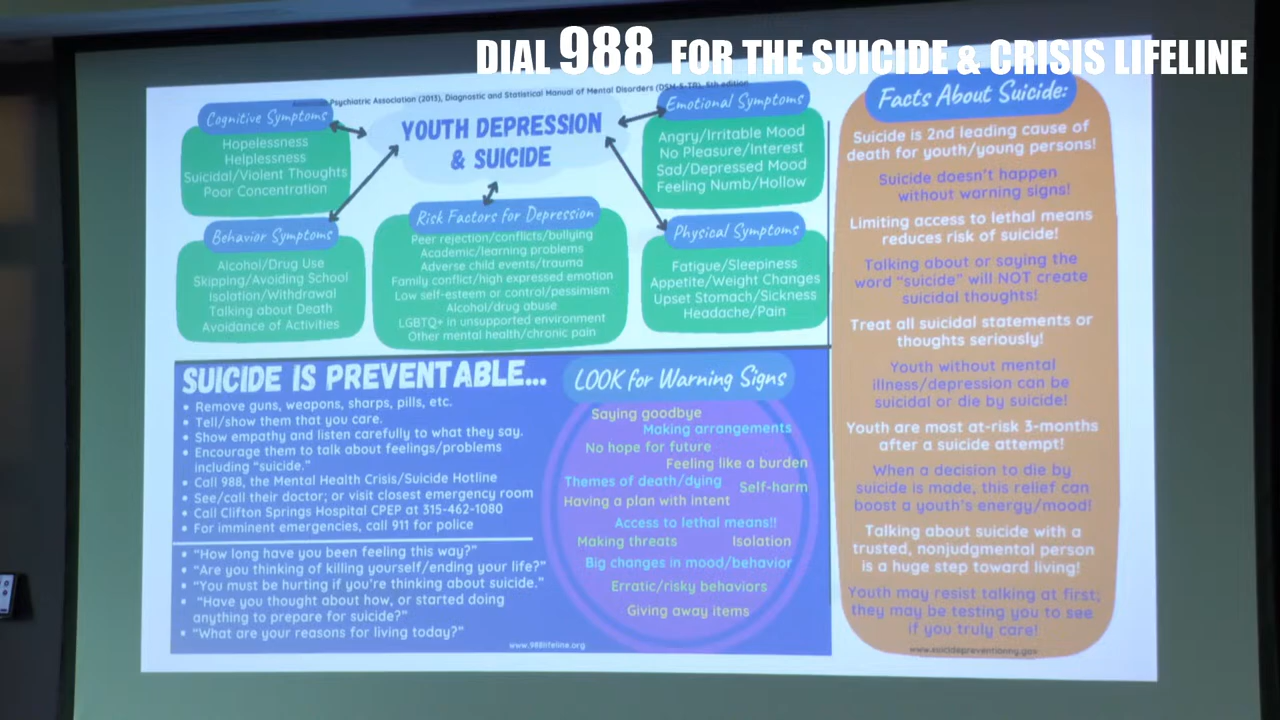 DIAL 988 FOR THE SUICIDE & CRISIS LIFELINE
Psychiatric Association (2013), Diagnostic and Statistical Manual of Mental Disorders (DSM-5-TR), 5th edition
YOUTH DEPRESSION
& SUICIDE
Cognitive Symptoms
Hopelessness
Helplessness
Suicidal/Violent Thoughts
Poor Concentration
Behavior Symptoms
Alcohol/Drug Use
Skipping/Avoiding School
Isolation/Withdrawal
Talking about Death
Avoidance of Activities
Risk Factors for Depression
Peer rejection/conflicts/bullying
Academic/learning problems
Adverse child events/trauma
Family conflict/high expressed emotion
Low self-esteem or control/pessimism
Alcohol/drug abuse
LGBTQ+ in unsupported environment
Other mental health/chronic pain
Emotional Symptoms
Angry/Irritable Mood
No Pleasure/Interest
Sad/Depressed Mood
Feeling Numb/Hollow
Physical Symptoms
Fatigue/Sleepiness
Appetite/Weight Changes
Upset Stomach/Sickness
Headache/Pain
SUICIDE IS PREVENTABLE...
• Remove guns, weapons, sharps, pills, etc.
• Tell/show them that you care.
• Show empathy and listen carefully to what they say.
• Encourage them to talk about feelings/problems
including "suicide."
• Call 988, the Mental Health Crisis/Suicide Hotline
• See/call their doctor; or visit closest emergency room
• Call Clifton Springs Hospital CPEP at 315-462-1080
• For imminent emergencies, call 911 for police
• "How long have you been feeling this way?"
• "Are you thinking of killing yourself/ending your life?"
• "You must be hurting if you're thinking about suicide."
• "Have you thought about how, or started doing
anything to prepare for suicide?"
• "What are your reasons for living today?"
www.988lifeline.org
LOOK for Warning Signs
Saying goodbye
Making arrangements
No hope for future
Feeling like a burden
Themes of death/dying
Self-harm
Having a plan with intent
Access to lethal means!!
Making threats
Isolation
Big changes in mood/behavior
Erratic/risky behaviors
Giving away items
Facts About Suicide:
Suicide is 2nd leading cause of
death for youth/young persons!
Suicide doesn't happen
without warning signs!
Limiting access to lethal means
reduces risk of suicide!
Talking about or saying the
word "suicide" will NOT create
suicidal thoughts!
Treat all suicidal statements or
thoughts seriously!
Youth without mental
illness/depression can be
suicidal or die by suicide!
Youth are most at-risk 3-months
after a suicide attempt!
When a decision to die by
suicide is made, this relief can
boost a youth's energy/mood!
Talking about suicide with a
trusted, nonjudgmental person
is a huge step toward living!
Youth may resist talking at first;
they may be testing you to see
if you truly care!
www.suicidepreventionny.gov